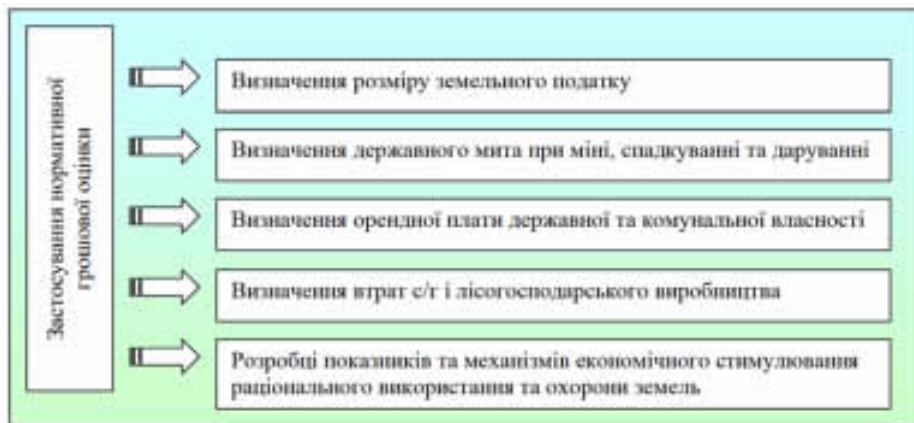 Застосування нормативної
грошової оцінки
Визначення розміру земельного податку
Визначення державного мита при міні, спадкуванні та даруванні
Визначення орендної плати державної та комунальної власності
Визначення втрат с/г і лісогосподарського виробництва
Розробці показників та механізмів економічного стимулювання
раціонального використання та охорони земель